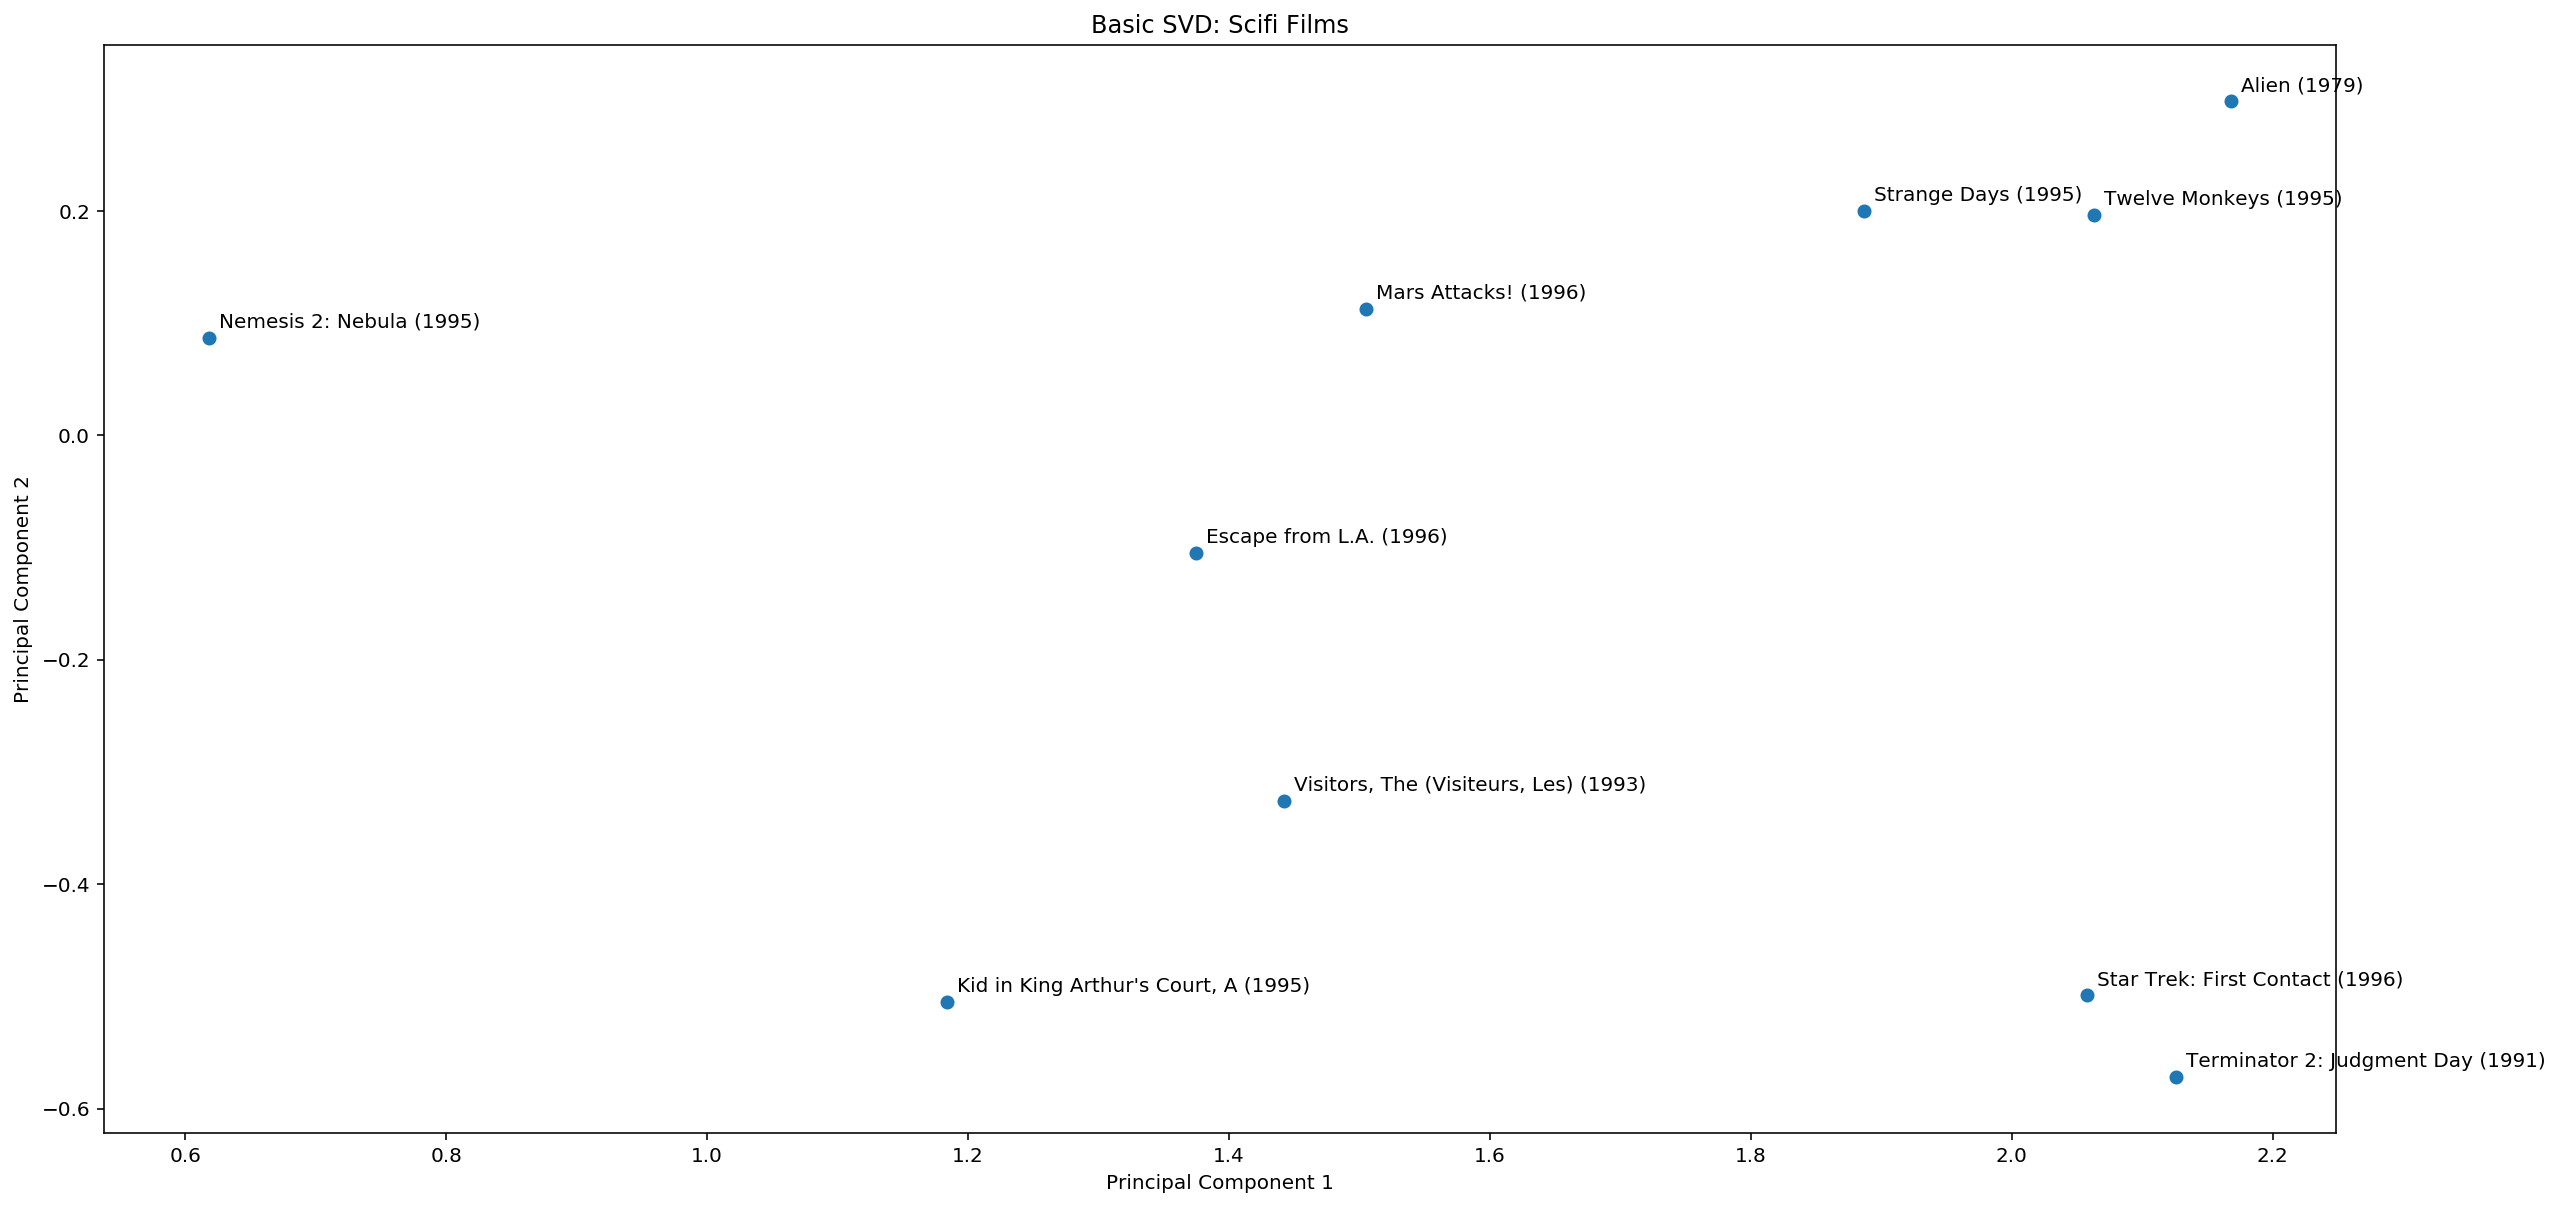 Basic SVD: Scifi Films
Alien (1979)
Strange Days (1995)
Twelve Monkeys (1995)
0.2
Mars Attacks! (1996)
Nemesis 2: Nebula (1995)
0.0
Principal Component 2
Escape from L.A. (1996)
−0.2
Visitors, The (Visiteurs, Les) (1993)
−0.4
Kid in King Arthur's Court, A (1995)
Star Trek: First Contact (1996)
Terminator 2: Judgment Day (1991)
−0.6
0.6 0.8 1.0 1.2 1.4 1.6 1.8 2.0 2.2
Principal Component 1